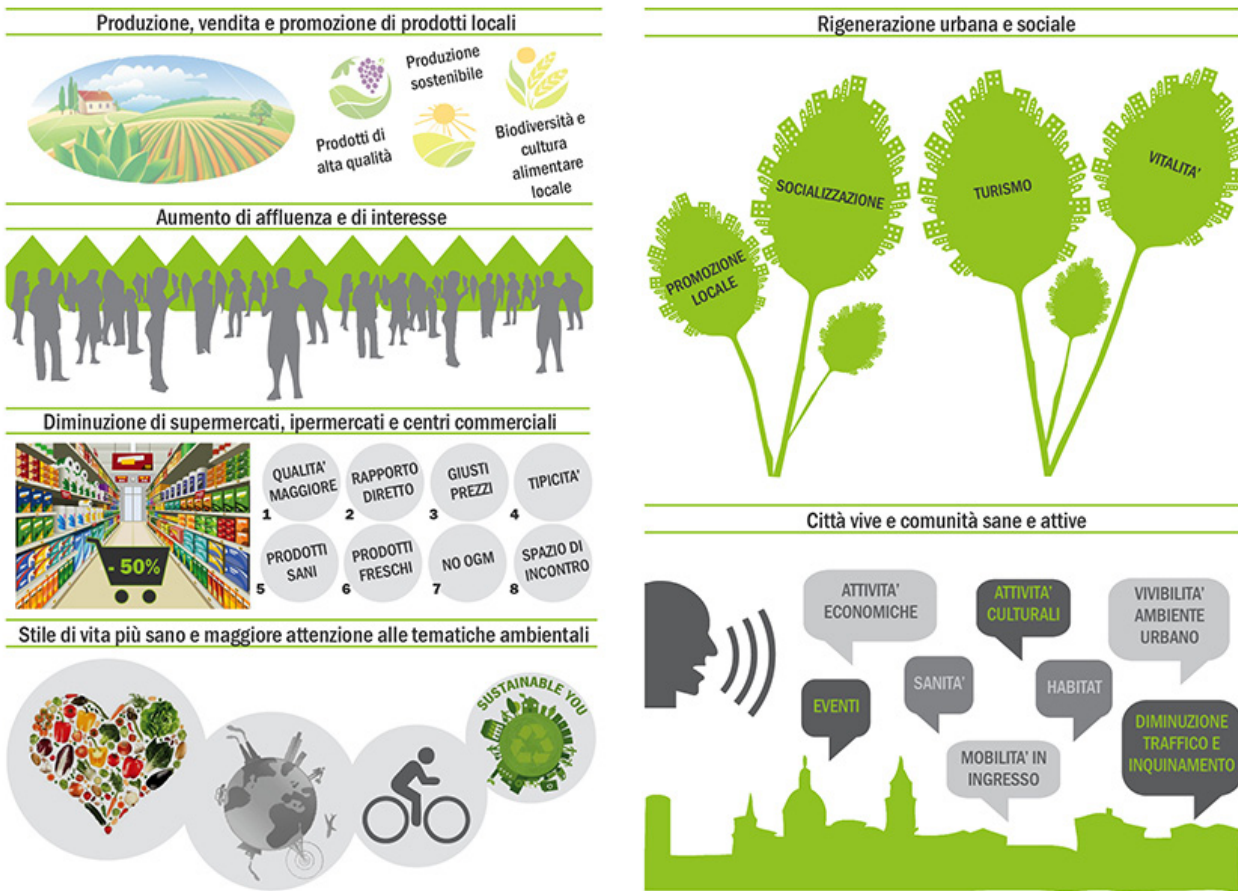 Produzione, vendita e promozione di prodotti locali
Prodotti di
alta qualità
Produzione
sostenibile
Biodiversità e
cultura
alimentare
locale
Aumento di affluenza e di interesse
Diminuzione di supermercati, ipermercati e centri commerciali
- 50%
QUALITA'
MAGGIORE
1
RAPPORTO
DIRETTO
2
GIUSTI
PREZZI
3
TIPICITA'
4
PRODOTTI
SANI
5
PRODOTTI
FRESCHI
6
NO OGM
7
SPAZIO DI
INCONTRO
8
Stile di vita più sano e maggiore attenzione alle tematiche ambientali
SUSTAINABLE YOU
Rigenerazione urbana e sociale
PROMOZIONE
LOCALE
SOCIALIZZAZIONE
TURISMO
VITALITA'
Città vive e comunità sane e attive
ATTIVITA'
ECONOMICHE
ATTIVITA'
CULTURALI
VIVIBILITA'
AMBIENTE
URBANO
EVENTI
SANITA'
HABITAT
MOBILITA' IN
INGRESSO
DIMINUZIONE
TRAFFICO E
INQUINAMENTO